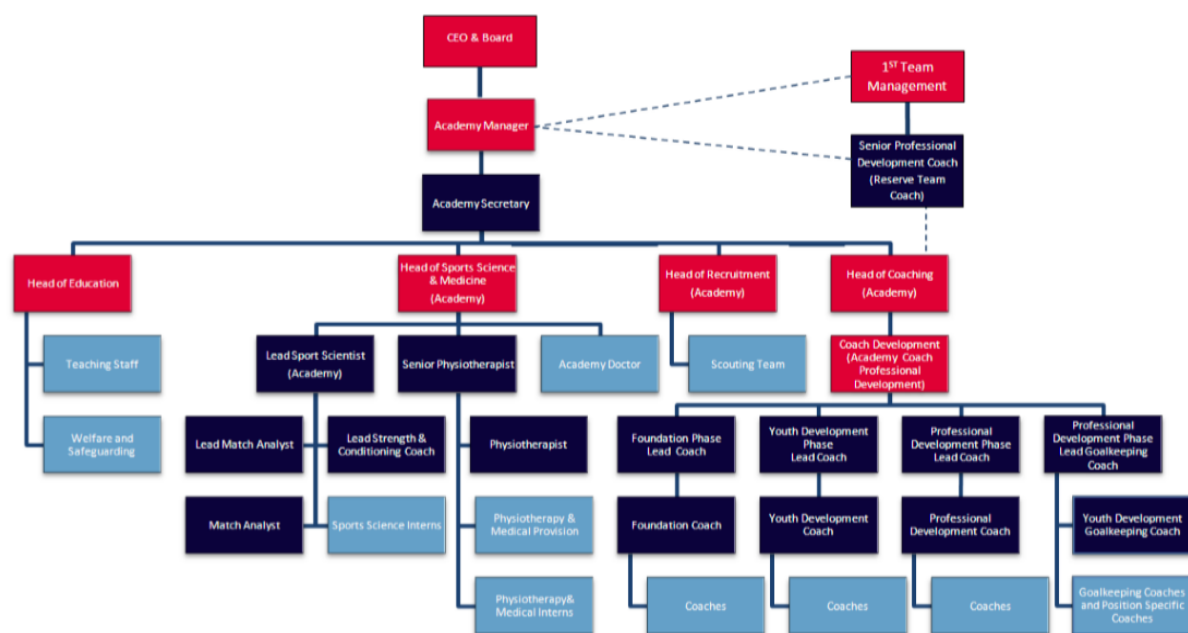 CEO & Board
1ST Team
Management
Academy Manager
Senior Professional
Development Coach
(Reserve Team
Coach)
Academy Secretary
Head of Education
Head of Sports Science
& Medicine
(Academy)
Head of Recruitment
(Academy)
Head of Coaching
(Academy)
Teaching Staff
Lead Sport Scientist
(Academy)
Senior Physiotherapist
Academy Doctor
Scouting Team
Coach Development
(Academy Coach
Professional
Development)
Welfare and
Safeguarding
Lead Match Analyst
Lead Strength &
Conditioning Coach
Physiotherapist
Foundation Phase
Lead Coach
Youth Development
Phase
Lead Coach
Professional
Development Phase
Lead Coach
Professional
Development Phase
Lead Goalkeeping
Coach
Match Analyst
Sports Science Interns
Physiotherapy &
Medical Provision
Foundation Coach
Youth Development
Coach
Professional
Development Coach
Youth Development
Goalkeeping Coach
Physiotherapy&
Medical Interns
Coaches
Coaches
Coaches
Goalkeeping Coaches
and Position Specific
Coaches